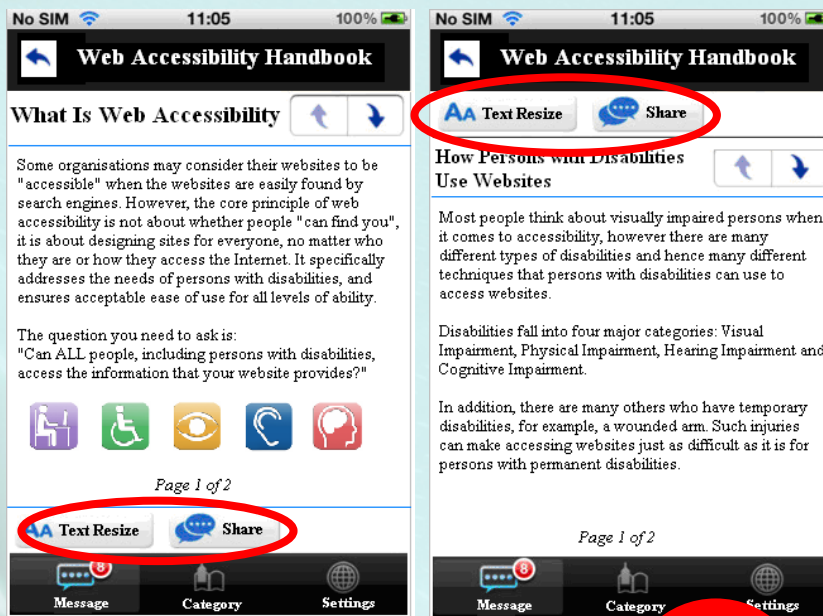 No SIM 11:05 100%
Web Accessibility Handbook
What Is Web Accessibility
Some organisations may consider their websites to be
"accessible" when the websites are easily found by
search engines. However, the core principle of web
accessibility is not about whether people "can find you",
it is about designing sites for everyone, no matter who
they are or how they access the Internet. It specifically
addresses the needs of persons with disabilities, and
ensures acceptable ease of use for all levels of ability.
The question you need to ask is:
"Can ALL people, including persons with disabilities,
access the information that your website provides?"
Page 1 of 2
AA Text Resize Share
8
Message Category Settings
No SIM 11:05 100%
Web Accessibility Handbook
AA Text Resize Share
How Persons with Disabilities
Use Websites
Most people think about visually impaired persons when
it comes to accessibility, however there are many
different types of disabilities and hence many different
techniques that persons with disabilities can use to
access websites.
Disabilities fall into four major categories: Visual
Impairment, Physical Impairment, Hearing Impairment and
Cognitive Impairment.
In addition, there are many others who have temporary
disabilities, for example, a wounded arm. Such injuries
can make accessing websites just as difficult as it is for
persons with permanent disabilities.
Page 1 of 2
8
Message Category Settings